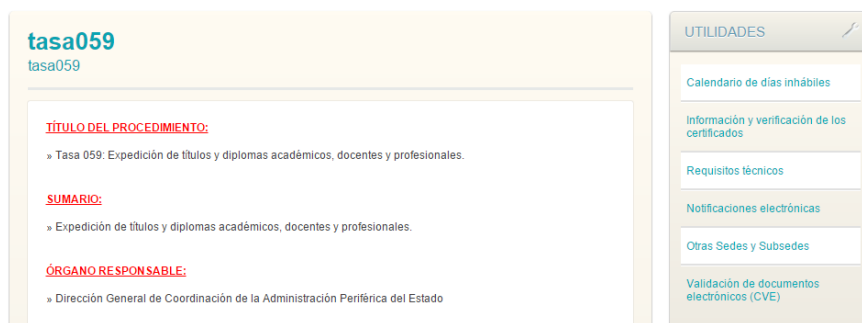 tasa059
tasa059
TÍTULO DEL PROCEDIMIENTO:
» Tasa 059: Expedición de títulos y diplomas académicos, docentes y profesionales.
SUMARIO:
» Expedición de títulos y diplomas académicos, docentes y profesionales.
ÓRGANO RESPONSABLE:
» Dirección General de Coordinación de la Administración Periférica del Estado
UTILIDADES
Calendario de días inhábiles
Información y verificación de los
certificados
Requisitos técnicos
Notificaciones electrónicas
Otras Sedes y Subsedes
Validación de documentos
electrónicos (CVE)